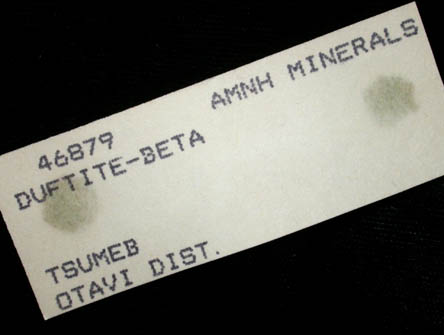 AMNH MINERALS
46879
DUFTITE-BETA
TSUMEB
OTAVI DIST.